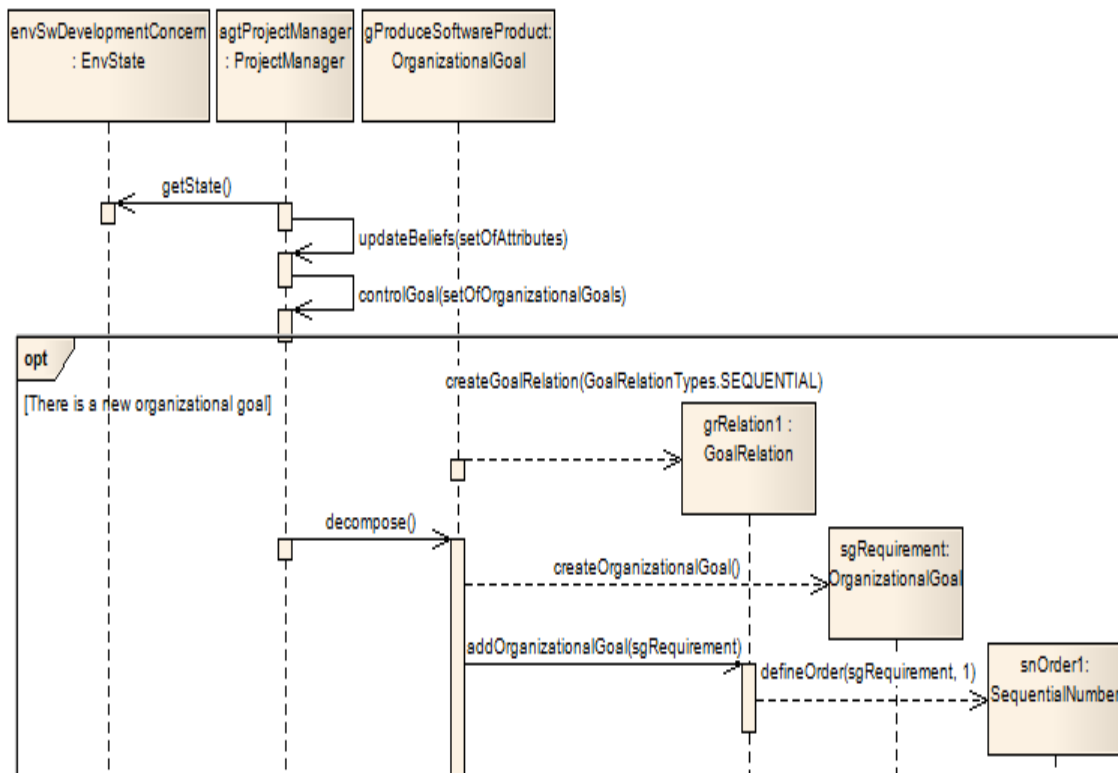 envSwDevelopmentConcern
: EnvState
agtProjectManager
: ProjectManager
gProduceSoftwareProduct:
OrganizationalGoal
getState()
updateBeliefs(setOfAttributes)
controlGoal(setOfOrganizationalGoals)
opt
[There is a new organizational goal]
createGoalRelation(GoalRelationTypes.SEQUENTIAL)
grRelation1 :
GoalRelation
decompose()
sgRequirement:
OrganizationalGoal
createOrganizationalGoal()
addOrganizationalGoal(sgRequirement)
defineOrder(sgRequirement, 1)
snOrder1:
SequentialNumber